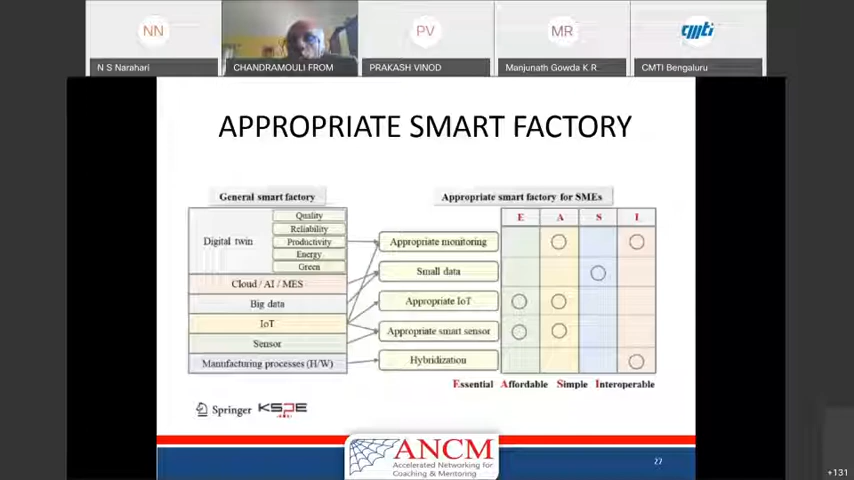 NN
PV
MR
cmti
N S Narahari
CHANDRAMOULI FROM
PRAKASH VINOD
Manjunath Gowda K R
CMTI Bengaluru
APPROPRIATE SMART FACTORY
General smart factory
Appropriate smart factory for SMEs
Digital twin
Quality
Reliability
Productivity
Energy
Green
Cloud / AI / MES
Big data
IoT
Sensor
Manufacturing processes (H/W)
E A S I
Appropriate monitoring
Small data
Appropriate IoT
Appropriate smart sensor
Hybridization
Essential Affordable Simple Interoperable
Springer KSPE
ANCM
Accelerated Networking for
Coaching & Mentoring
27
+131